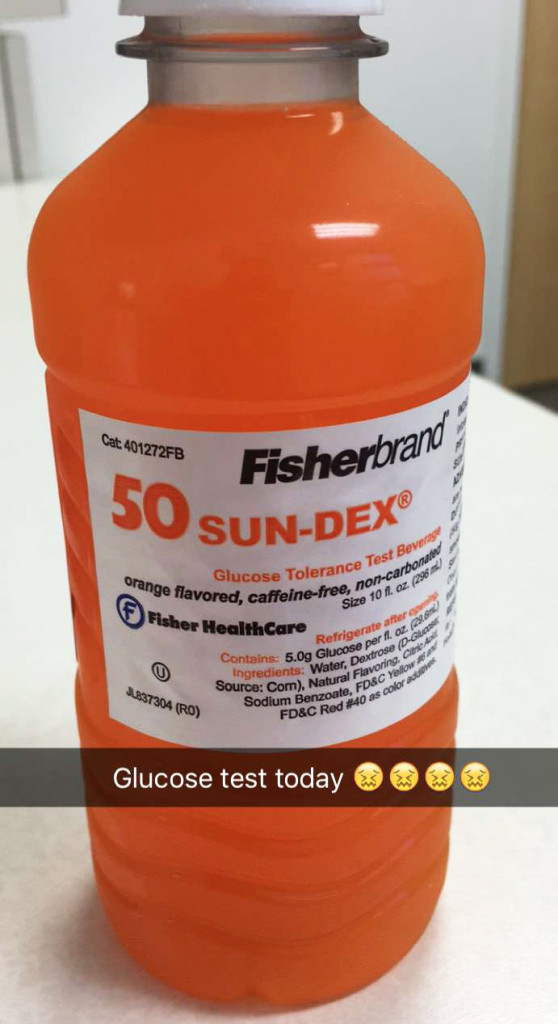 Cat: 401272FB
Fisherbrand
50 SUN-DEX®
Glucose Tolerance Test Beverage
orange flavored, caffeine-free, non-carbonated
Size 10 fl. oz. (296 mL)
F Fisher HealthCare
Refrigerate after opening.
Contains: 5.0g Glucose per fl. oz. (29.6mL)
Ingredients: Water, Dextrose (D-Glucose;
Source: Corn), Natural Flavoring, Citric Acid,
Sodium Benzoate, FD&C Yellow #6 and
FD&C Red #40 as color additives.
U
JL837304 (R0)
Glucose test today 😖😖😖😖